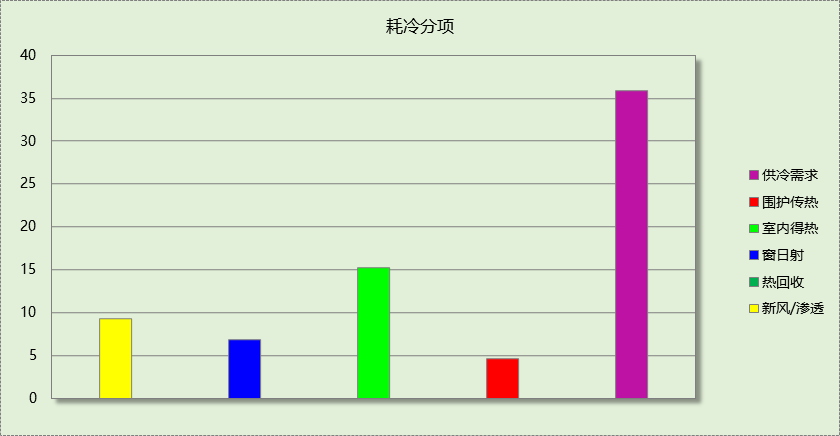 耗冷分项
40
35
30
25
20
15
10
5
0
供冷需求
围护传热
室内得热
窗日射
热回收
新风/渗透